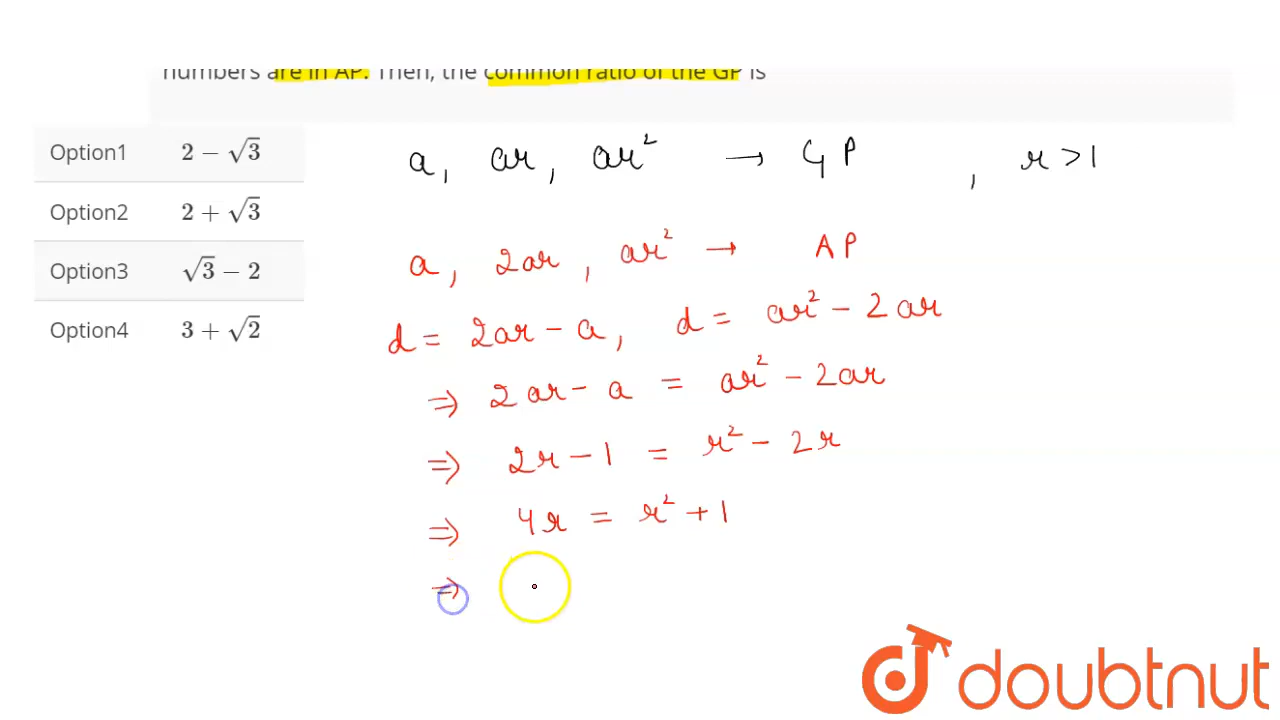 numbers are in AP. Then, the common ratio of the GP is
Option1 2 − √3
Option2 2 + √3
Option3 √3 − 2
Option4 3 + √2
a, ar, ar² → GP , r > 1
a, 2ar, ar² → AP
d = 2ar − a, d = ar² − 2ar
⇒ 2ar − a = ar² − 2ar
⇒ 2r − 1 = r² − 2r
⇒ 4r = r² + 1
⇒
doubtnut